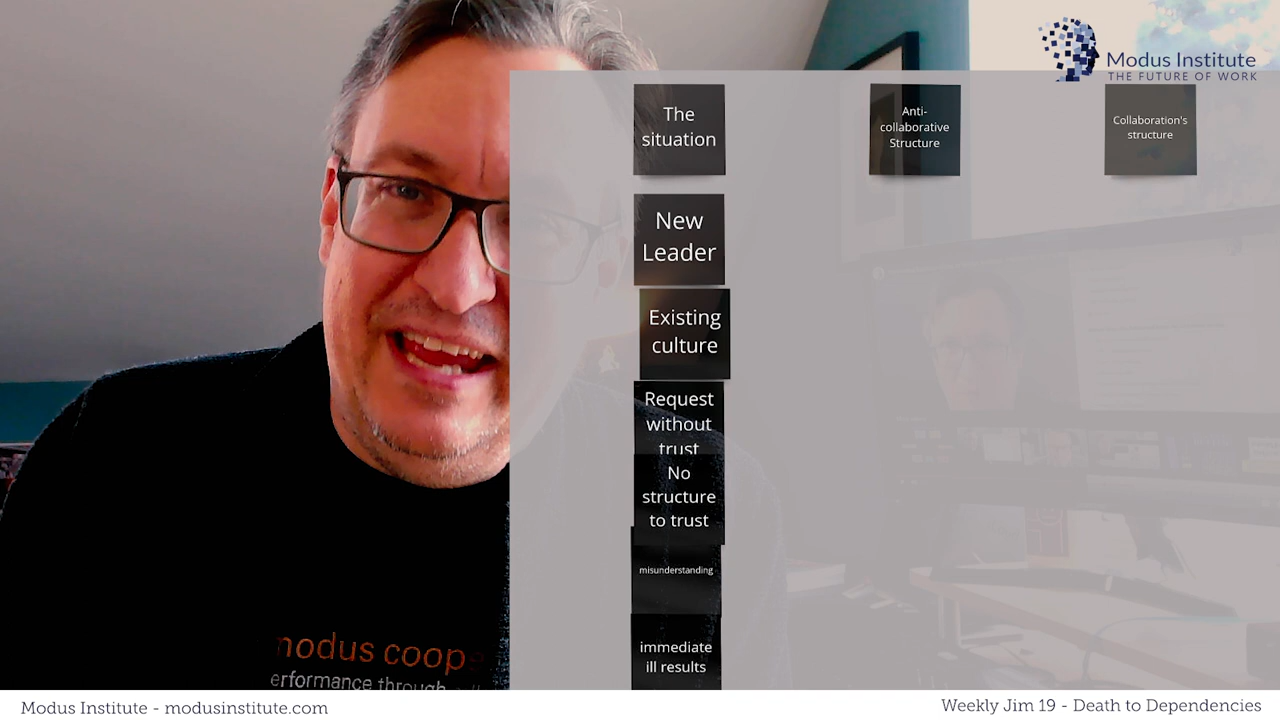 Modus Institute
THE FUTURE OF WORK
The
situation
Anti-
collaborative
Structure
Collaboration's
structure
New
Leader
Existing
culture
Request
without
trust
No
structure
to trust
misunderstanding
immediate
ill results
modus coop
erformance through
Modus Institute - modusinstitute.com
Weekly Jim 19 - Death to Dependencies